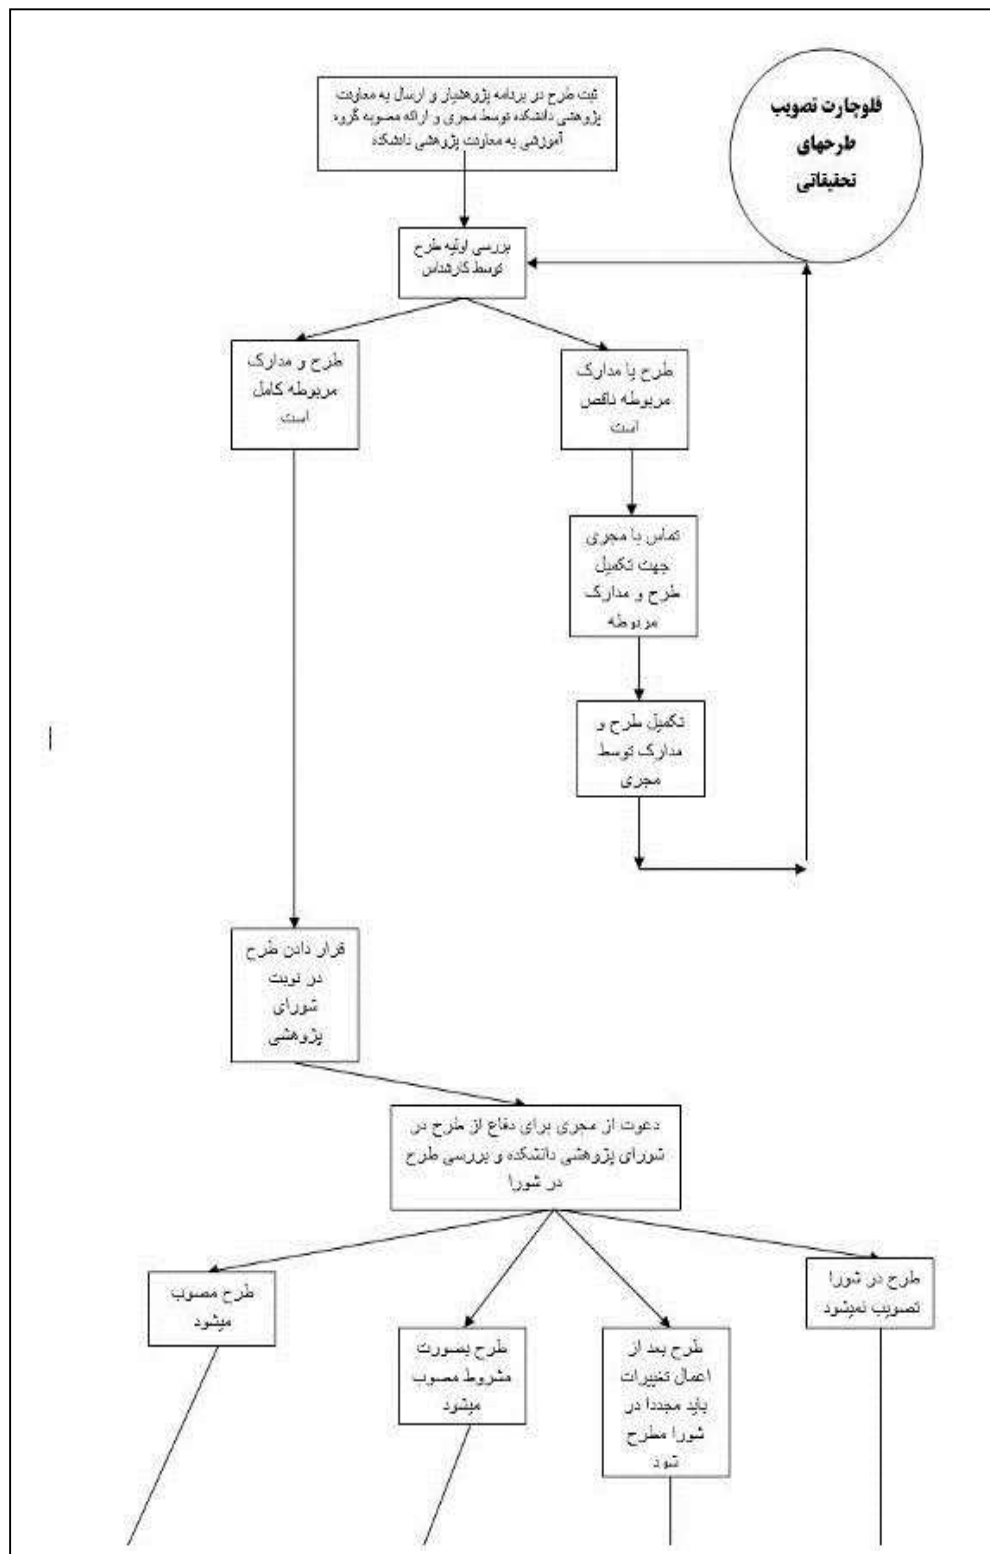 فلوچارت تصویب
طرحهای
تحقیقاتی
ثبت طرح در برنامه پژوهشیار و ارسال به معاونت
پژوهشی دانشکده توسط مجری و ارائه مصوبه گروه
آموزشی به معاونت پژوهشی دانشکده
بررسی اولیه طرح
توسط کارشناس
طرح یا مدارک
مربوطه ناقص
است
طرح و مدارک
مربوطه کامل
است
تماس با مجری
جهت تکمیل
طرح و مدارک
مربوطه
تکمیل طرح و
مدارک توسط
مجری
قرار دادن طرح
در نوبت
شورای
پژوهشی
دعوت از مجری برای دفاع از طرح در
شورای پژوهشی دانشکده و بررسی طرح
در شورا
طرح در شورا
تصویب نمیشود
طرح بعد از
اعمال تغییرات
باید مجددا در
شورا مطرح
شود
طرح بصورت
مشروط مصوب
میشود
طرح مصوب
میشود